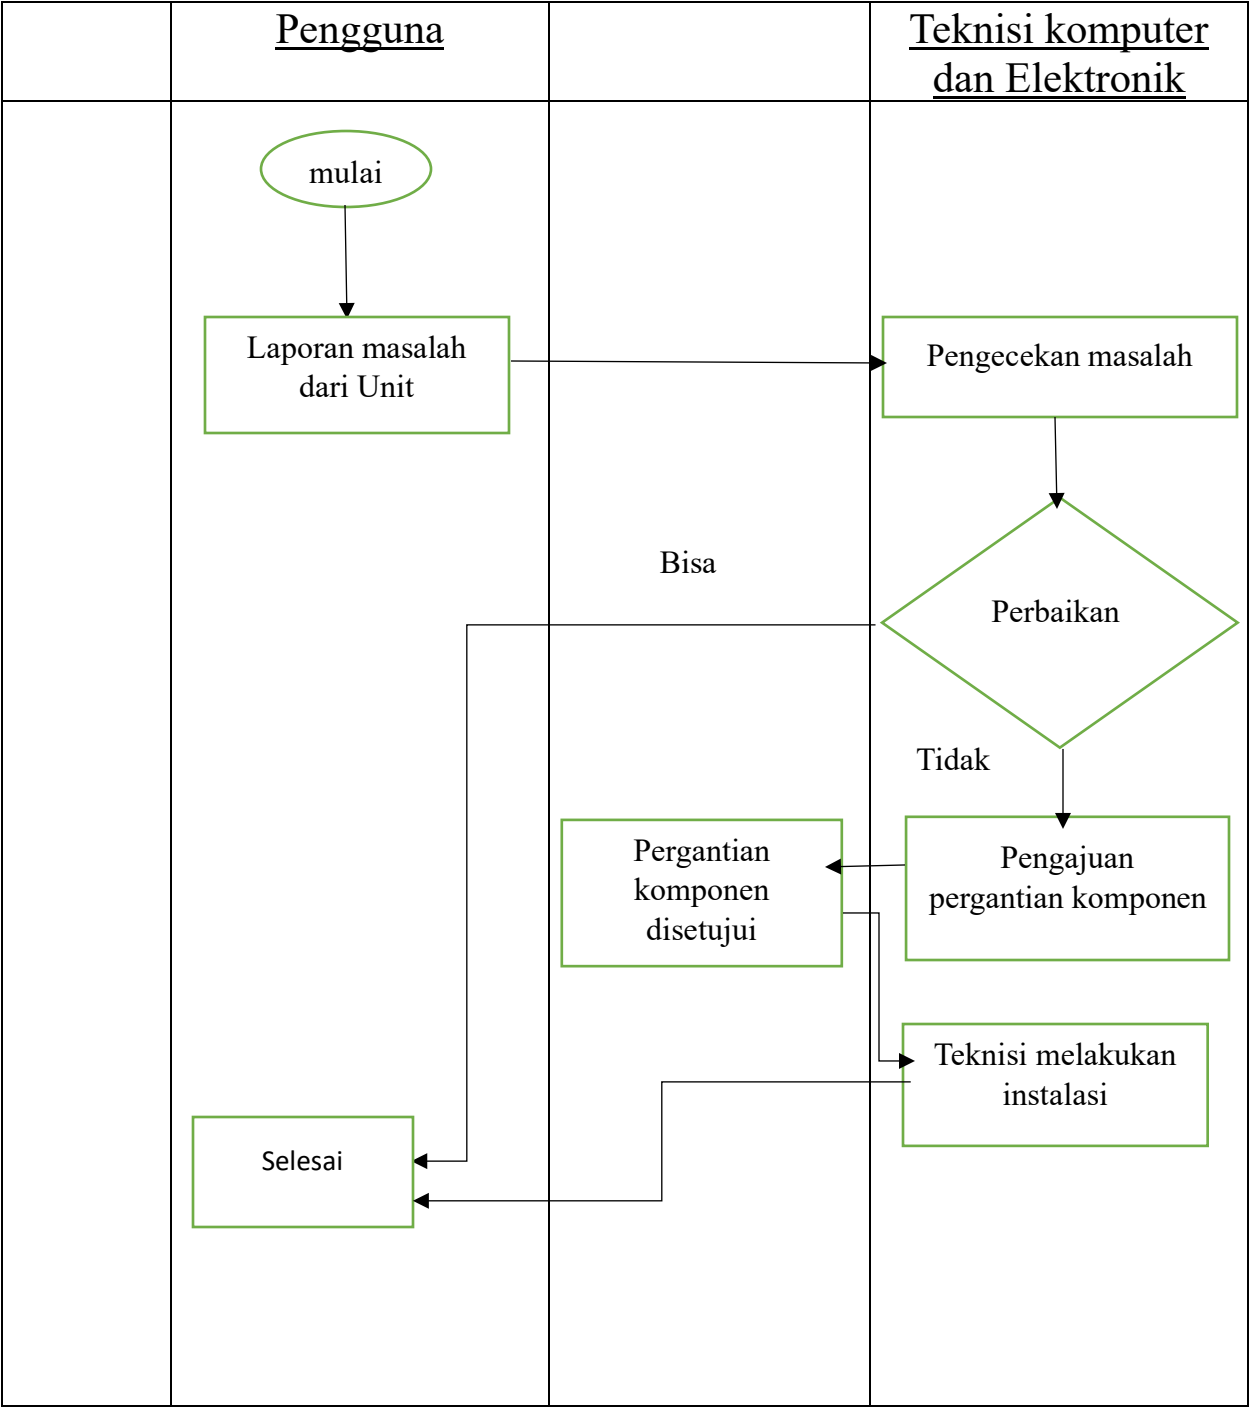 Pengguna
Teknisi komputer
dan Elektronik
mulai
Laporan masalah
dari Unit
Pengecekan masalah
Bisa
Perbaikan
Tidak
Pergantian
komponen
disetujui
Pengajuan
pergantian komponen
Teknisi melakukan
instalasi
Selesai